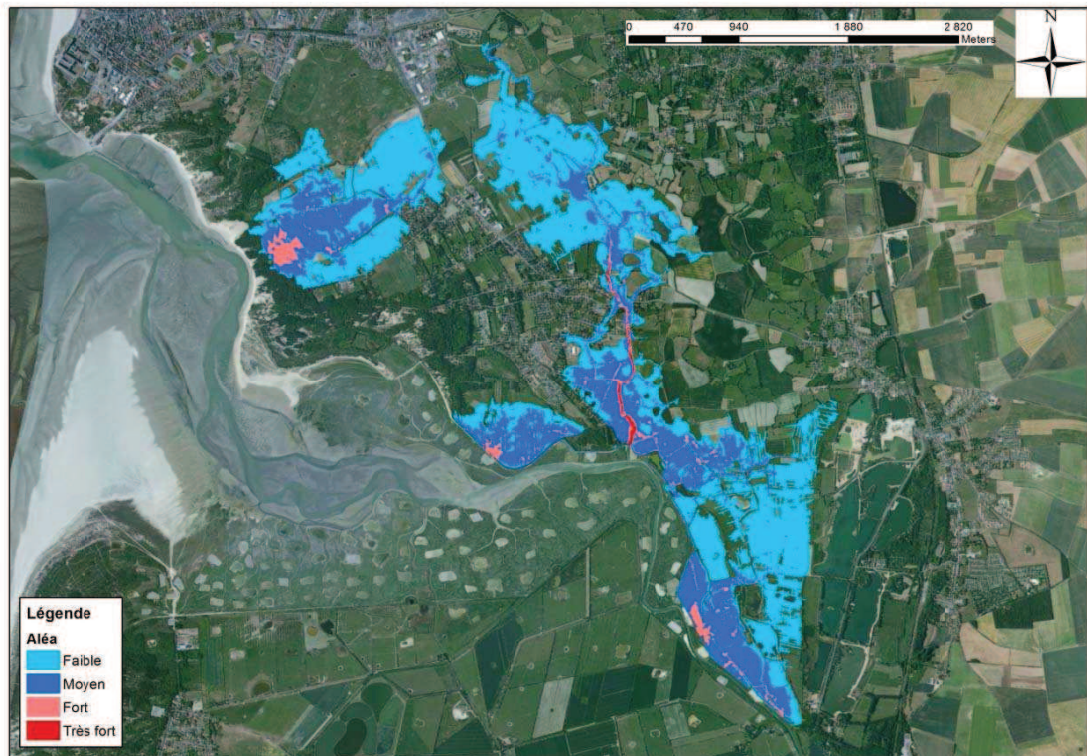 0 470 940 1 880 2 820
Meters
N
Légende
Aléa
Faible
Moyen
Fort
Très fort